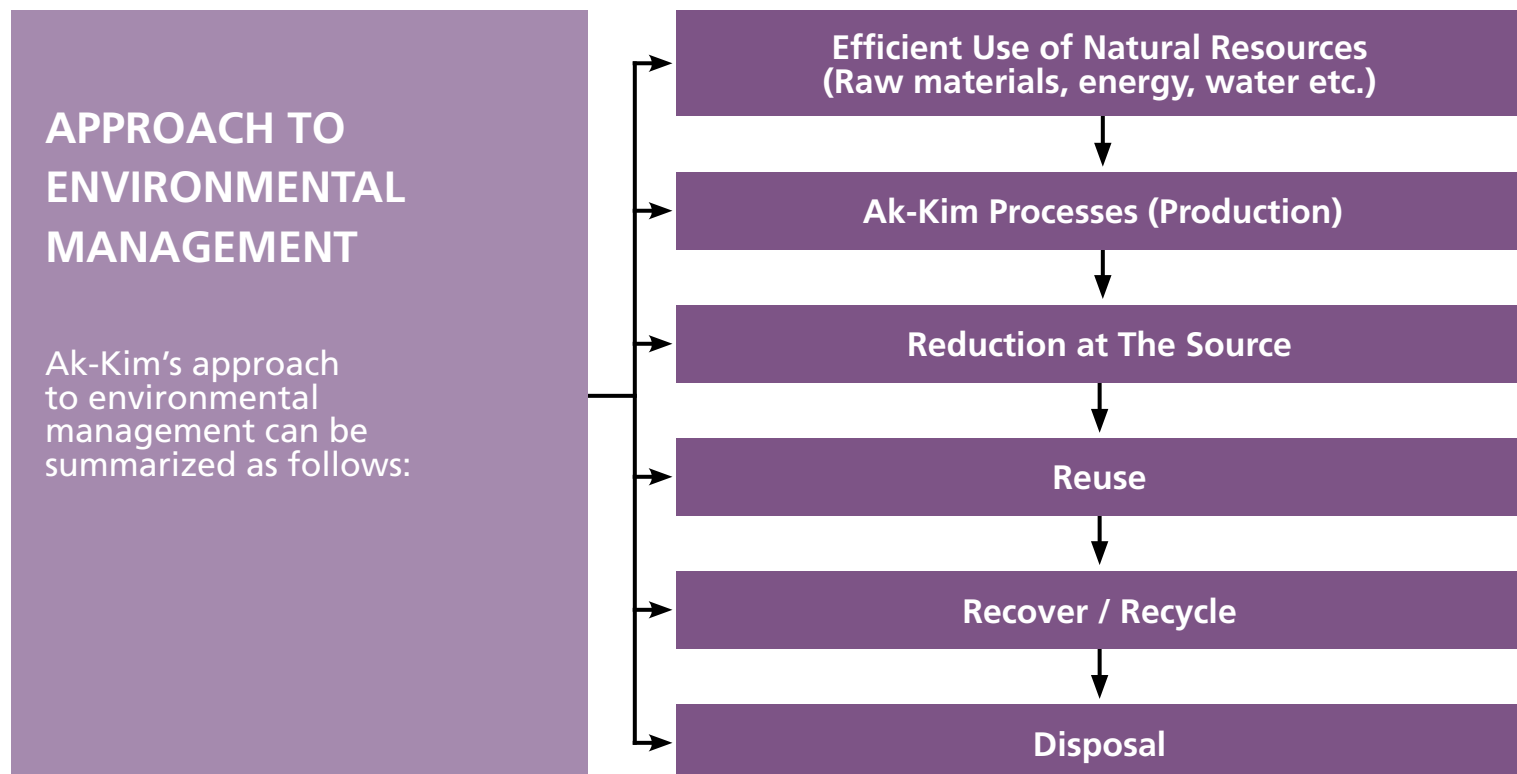 APPROACH TO
ENVIRONMENTAL
MANAGEMENT
Ak-Kim’s approach
to environmental
management can be
summarized as follows:
Efficient Use of Natural Resources
(Raw materials, energy, water etc.)
Ak-Kim Processes (Production)
Reduction at The Source
Reuse
Recover / Recycle
Disposal